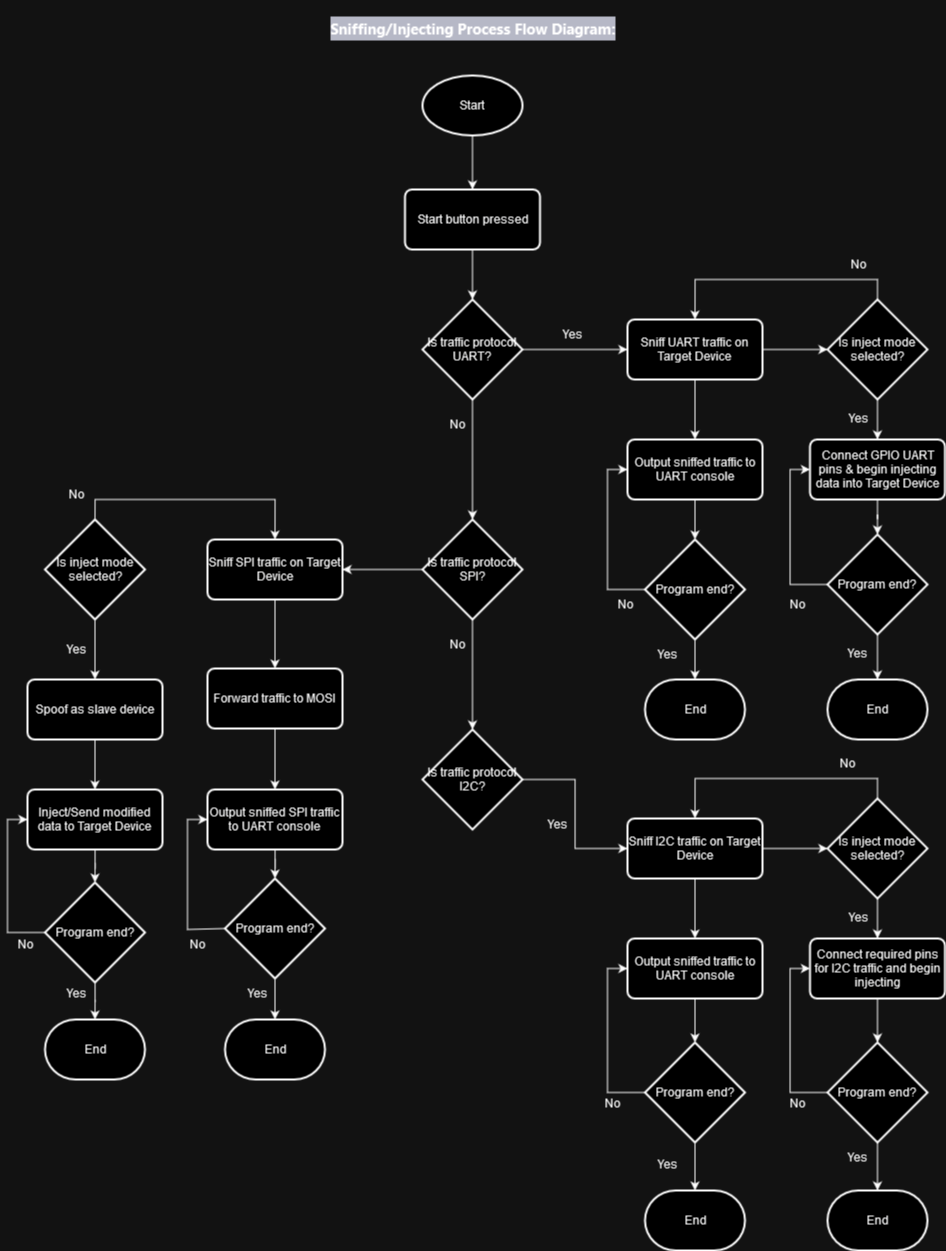 Sniffing/Injecting Process Flow Diagram:
Start
Start button pressed
Is traffic protocol
UART?
Yes
No
Sniff UART traffic on
Target Device
No
Is inject mode
selected?
Yes
Output sniffed traffic to
UART console
Connect GPIO UART
pins & begin injecting
data into Target Device
Program end?
No
Yes
End
Program end?
No
Yes
End
Is traffic protocol
SPI?
No
Sniff SPI traffic on Target
Device
No
Is inject mode
selected?
Yes
Spoof as slave device
Forward traffic to MOSI
Inject/Send modified
data to Target Device
Output sniffed SPI traffic
to UART console
Program end?
No
Yes
End
Program end?
No
Yes
End
Is traffic protocol
I2C?
Yes
Sniff I2C traffic on Target
Device
No
Is inject mode
selected?
Yes
Output sniffed traffic to
UART console
Connect required pins
for I2C traffic and begin
injecting
Program end?
No
Yes
End
Program end?
No
Yes
End